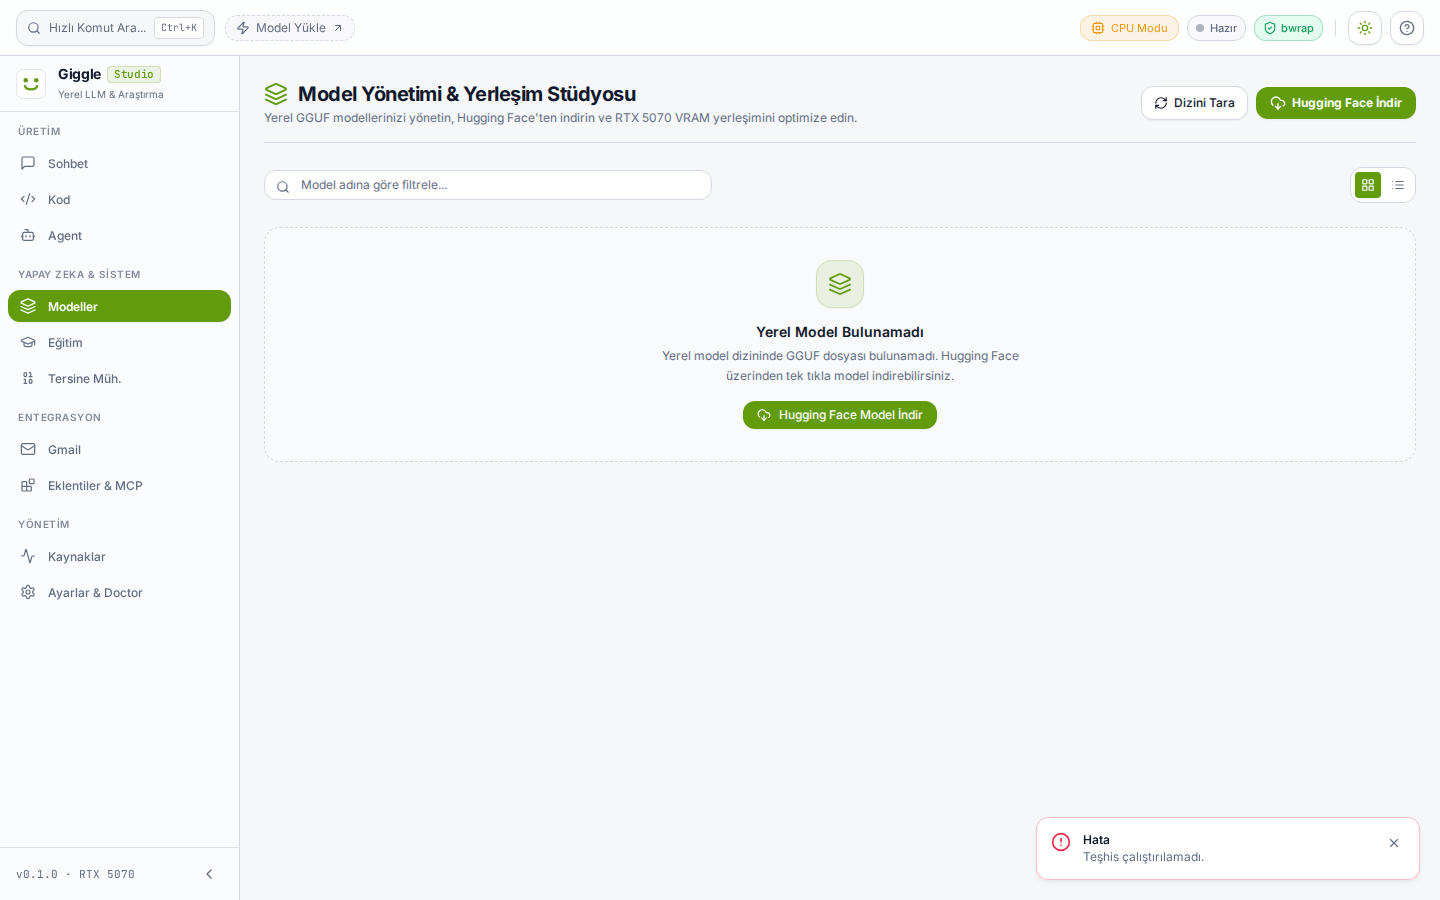 Hızlı Komut Ara...
Ctrl+K
Model Yükle
CPU Modu
Hazır
bwrap
Giggle
Studio
Yerel LLM & Araştırma
ÜRETİM
Sohbet
Kod
Agent
YAPAY ZEKA & SİSTEM
Modeller
Eğitim
Tersine Müh.
ENTEGRASYON
Gmail
Eklentiler & MCP
YÖNETİM
Kaynaklar
Ayarlar & Doctor
v0.1.0 · RTX 5070
Model Yönetimi & Yerleşim Stüdyosu
Yerel GGUF modellerinizi yönetin, Hugging Face'ten indirin ve RTX 5070 VRAM yerleşimini optimize edin.
Dizini Tara
Hugging Face İndir
Model adına göre filtrele...
Yerel Model Bulunamadı
Yerel model dizininde GGUF dosyası bulunamadı. Hugging Face
üzerinden tek tıkla model indirebilirsiniz.
Hugging Face Model İndir
Hata
Teşhis çalıştırılamadı.